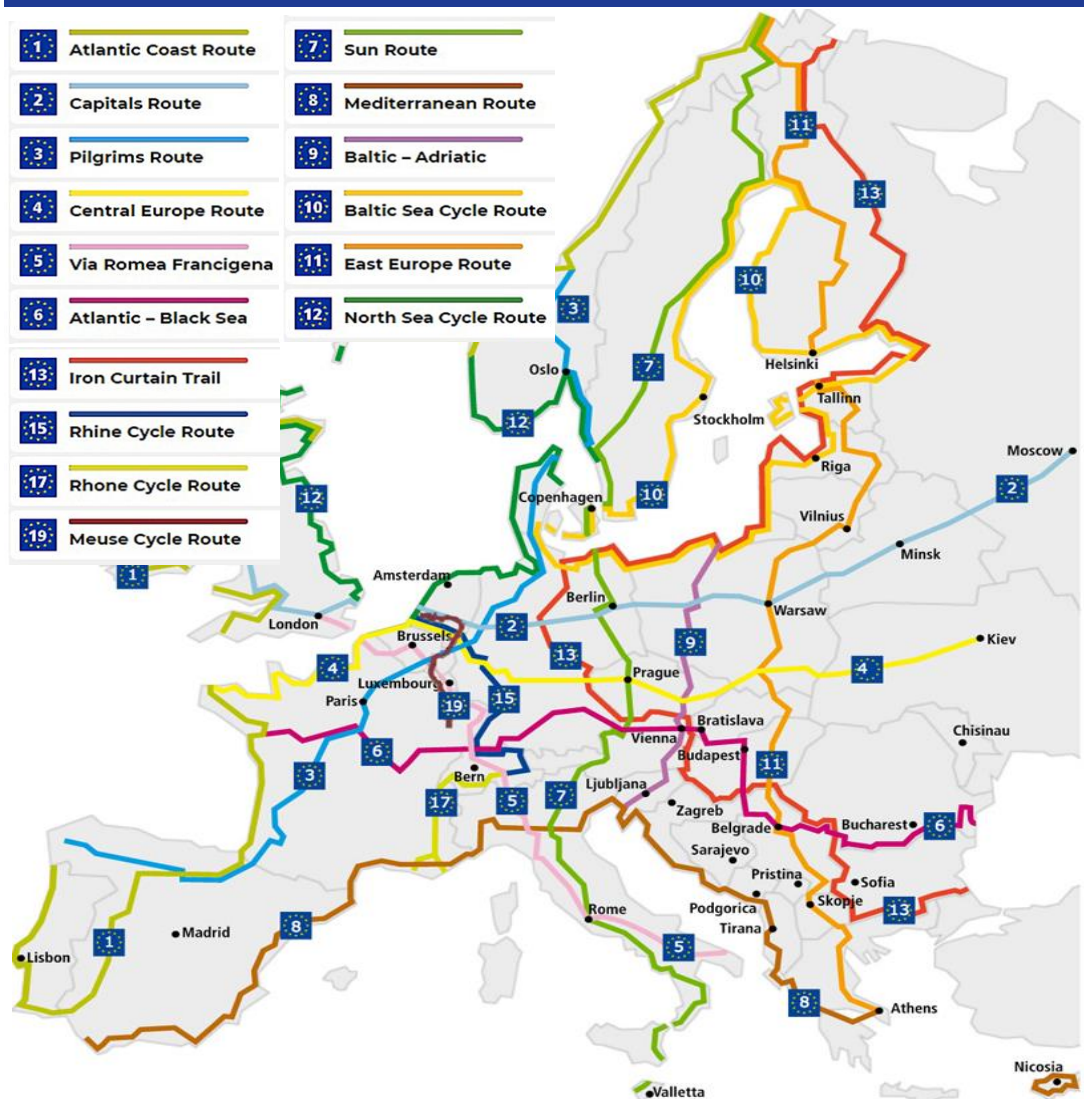 1 Atlantic Coast Route
2 Capitals Route
3 Pilgrims Route
4 Central Europe Route
5 Via Romea Francigena
6 Atlantic – Black Sea
13 Iron Curtain Trail
15 Rhine Cycle Route
17 Rhone Cycle Route
19 Meuse Cycle Route
7 Sun Route
8 Mediterranean Route
9 Baltic – Adriatic
10 Baltic Sea Cycle Route
11 East Europe Route
12 North Sea Cycle Route
11
13
10
3
Helsinki
Oslo
7
Tallinn
12
Stockholm
Moscow
Riga
2
12
Copenhagen
10
Vilnius
Minsk
1
Amsterdam
Berlin
Warsaw
London
2
Brussels
9
Kiev
4
13
4
Prague
Luxembourg
Paris
19
15
Bratislava
Chisinau
Vienna
6
Budapest
11
3
Bern
Ljubljana
7
17
5
Zagreb
Belgrade
Bucharest
6
Sarajevo
Pristina
Sofia
Skopje
13
Podgorica
Rome
8
Tirana
Madrid
1
5
Lisbon
8
Athens
Nicosia
Valletta